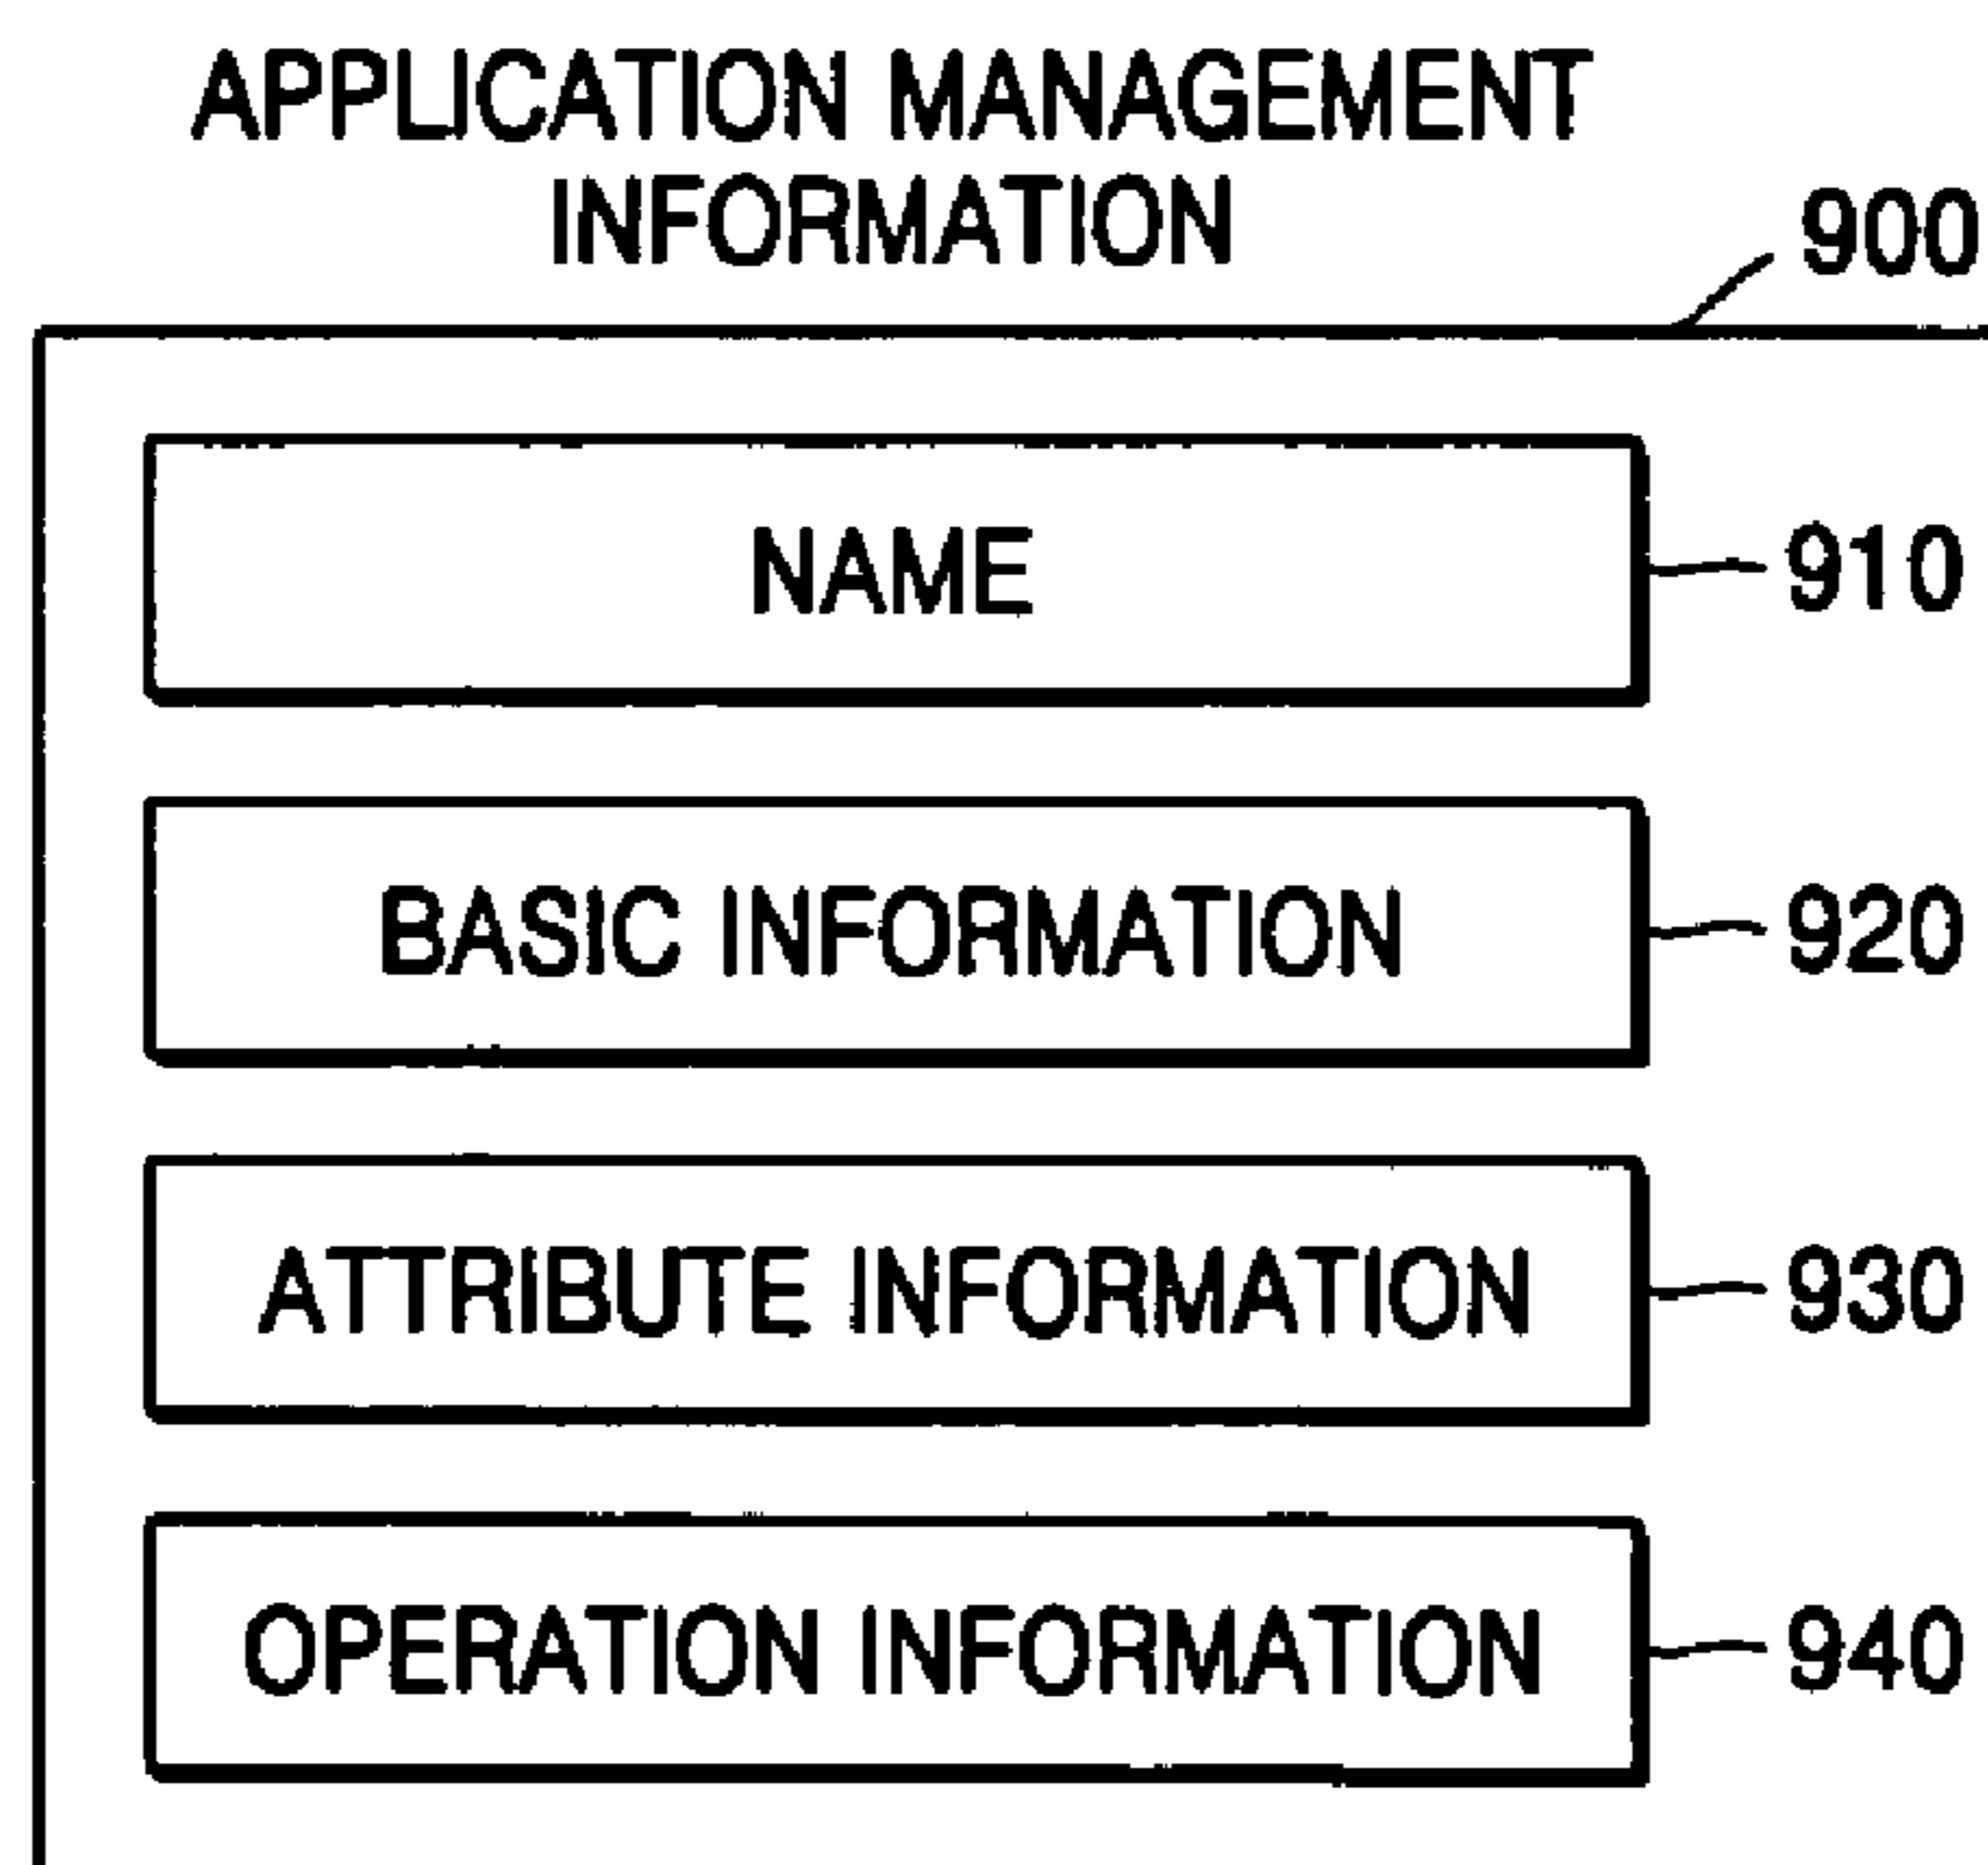 APPLICATION MANAGEMENT
INFORMATION
900
NAME 910
BASIC INFORMATION 920
ATTRIBUTE INFORMATION 930
OPERATION INFORMATION 940